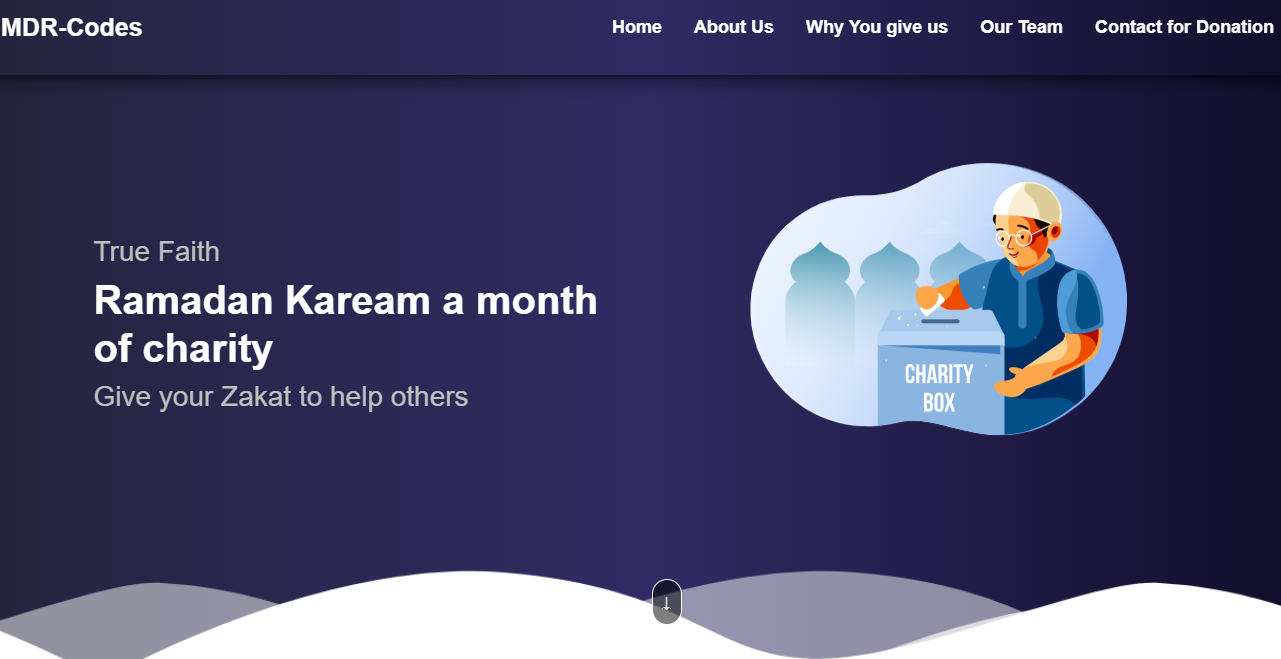 MDR-Codes
Home About Us Why You give us Our Team Contact for Donation
True Faith
Ramadan Kaream a month
of charity
Give your Zakat to help others
CHARITY
BOX
↓